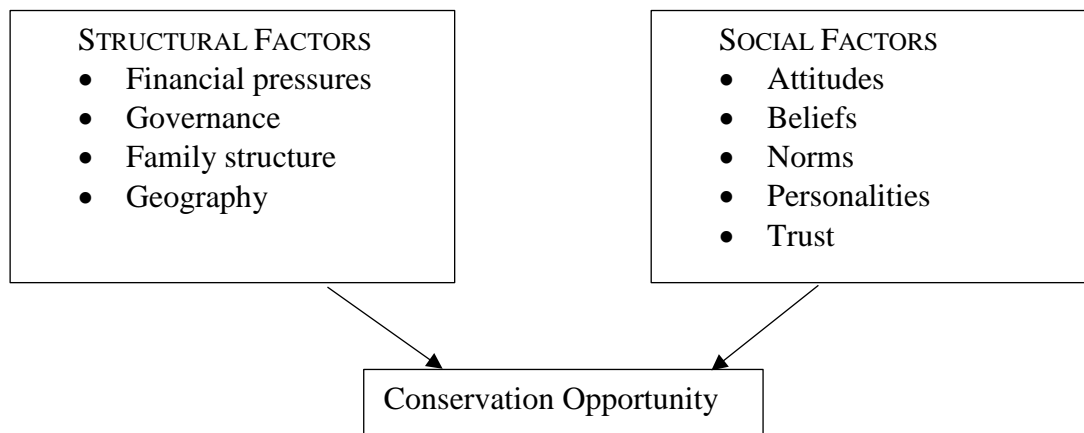 STRUCTURAL FACTORS
• Financial pressures
• Governance
• Family structure
• Geography
SOCIAL FACTORS
• Attitudes
• Beliefs
• Norms
• Personalities
• Trust
Conservation Opportunity